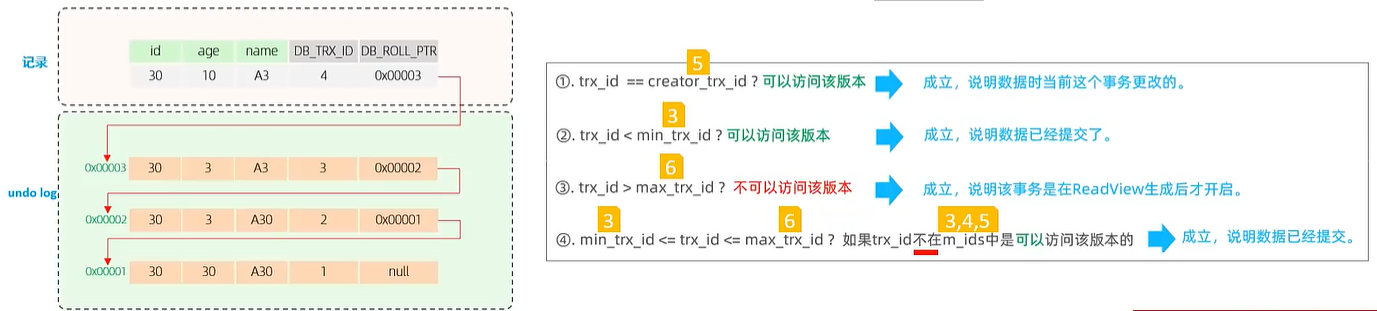 记录
id age name DB_TRX_ID DB_ROLL_PTR
30 10 A3 4 0x00003
undo log
0x00003 30 3 A3 3 0x00002
0x00002 30 3 A30 2 0x00001
0x00001 30 30 A30 1 null
5
①. trx_id == creator_trx_id ? 可以访问该版本 成立，说明数据时当前这个事务更改的。
3
②. trx_id < min_trx_id ? 可以访问该版本 成立，说明数据已经提交了。
6
③. trx_id > max_trx_id ? 不可以访问该版本 成立，说明该事务是在ReadView生成后才开启。
3 6 3,4,5
④. min_trx_id <= trx_id <= max_trx_id ? 如果trx_id不在m_ids中是可以访问该版本的 成立，说明数据已经提交。